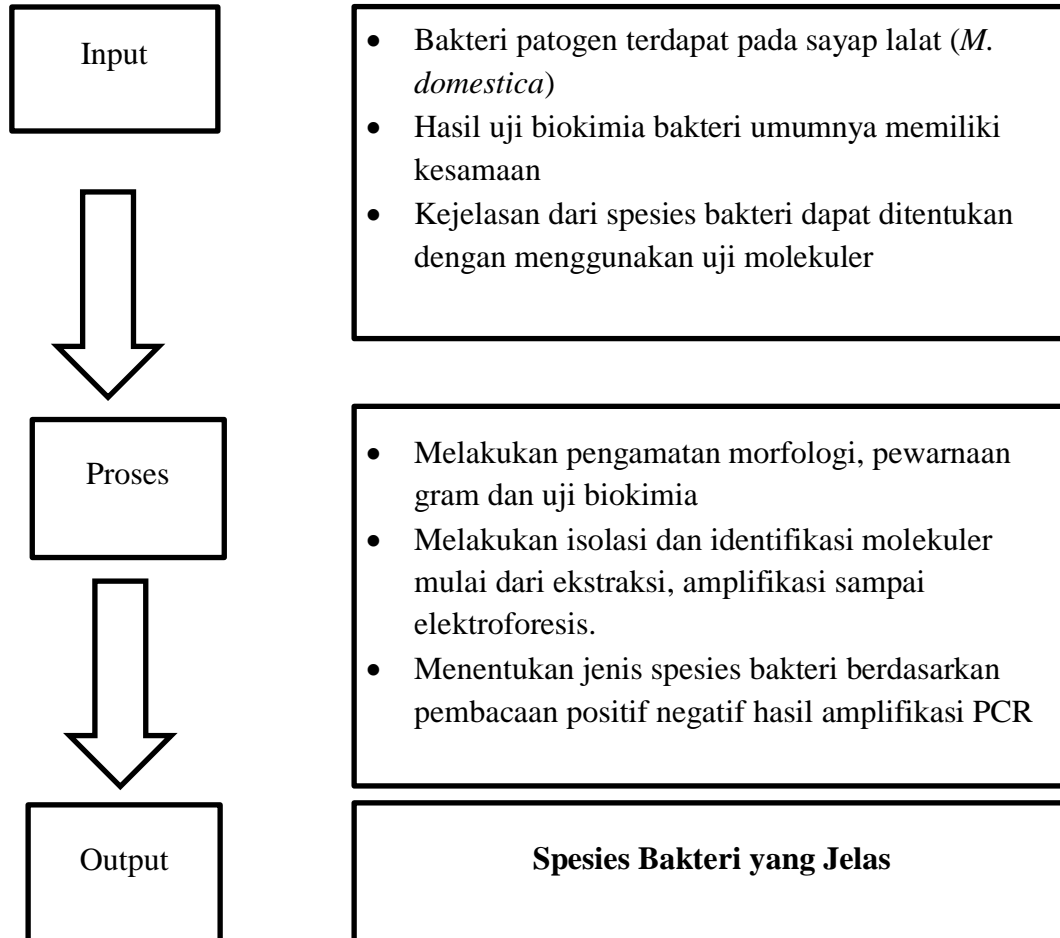 Input
• Bakteri patogen terdapat pada sayap lalat (M.
domestica)
• Hasil uji biokimia bakteri umumnya memiliki
kesamaan
• Kejelasan dari spesies bakteri dapat ditentukan
dengan menggunakan uji molekuler
Proses
• Melakukan pengamatan morfologi, pewarnaan
gram dan uji biokimia
• Melakukan isolasi dan identifikasi molekuler
mulai dari ekstraksi, amplifikasi sampai
elektroforesis.
• Menentukan jenis spesies bakteri berdasarkan
pembacaan positif negatif hasil amplifikasi PCR
Output
Spesies Bakteri yang Jelas